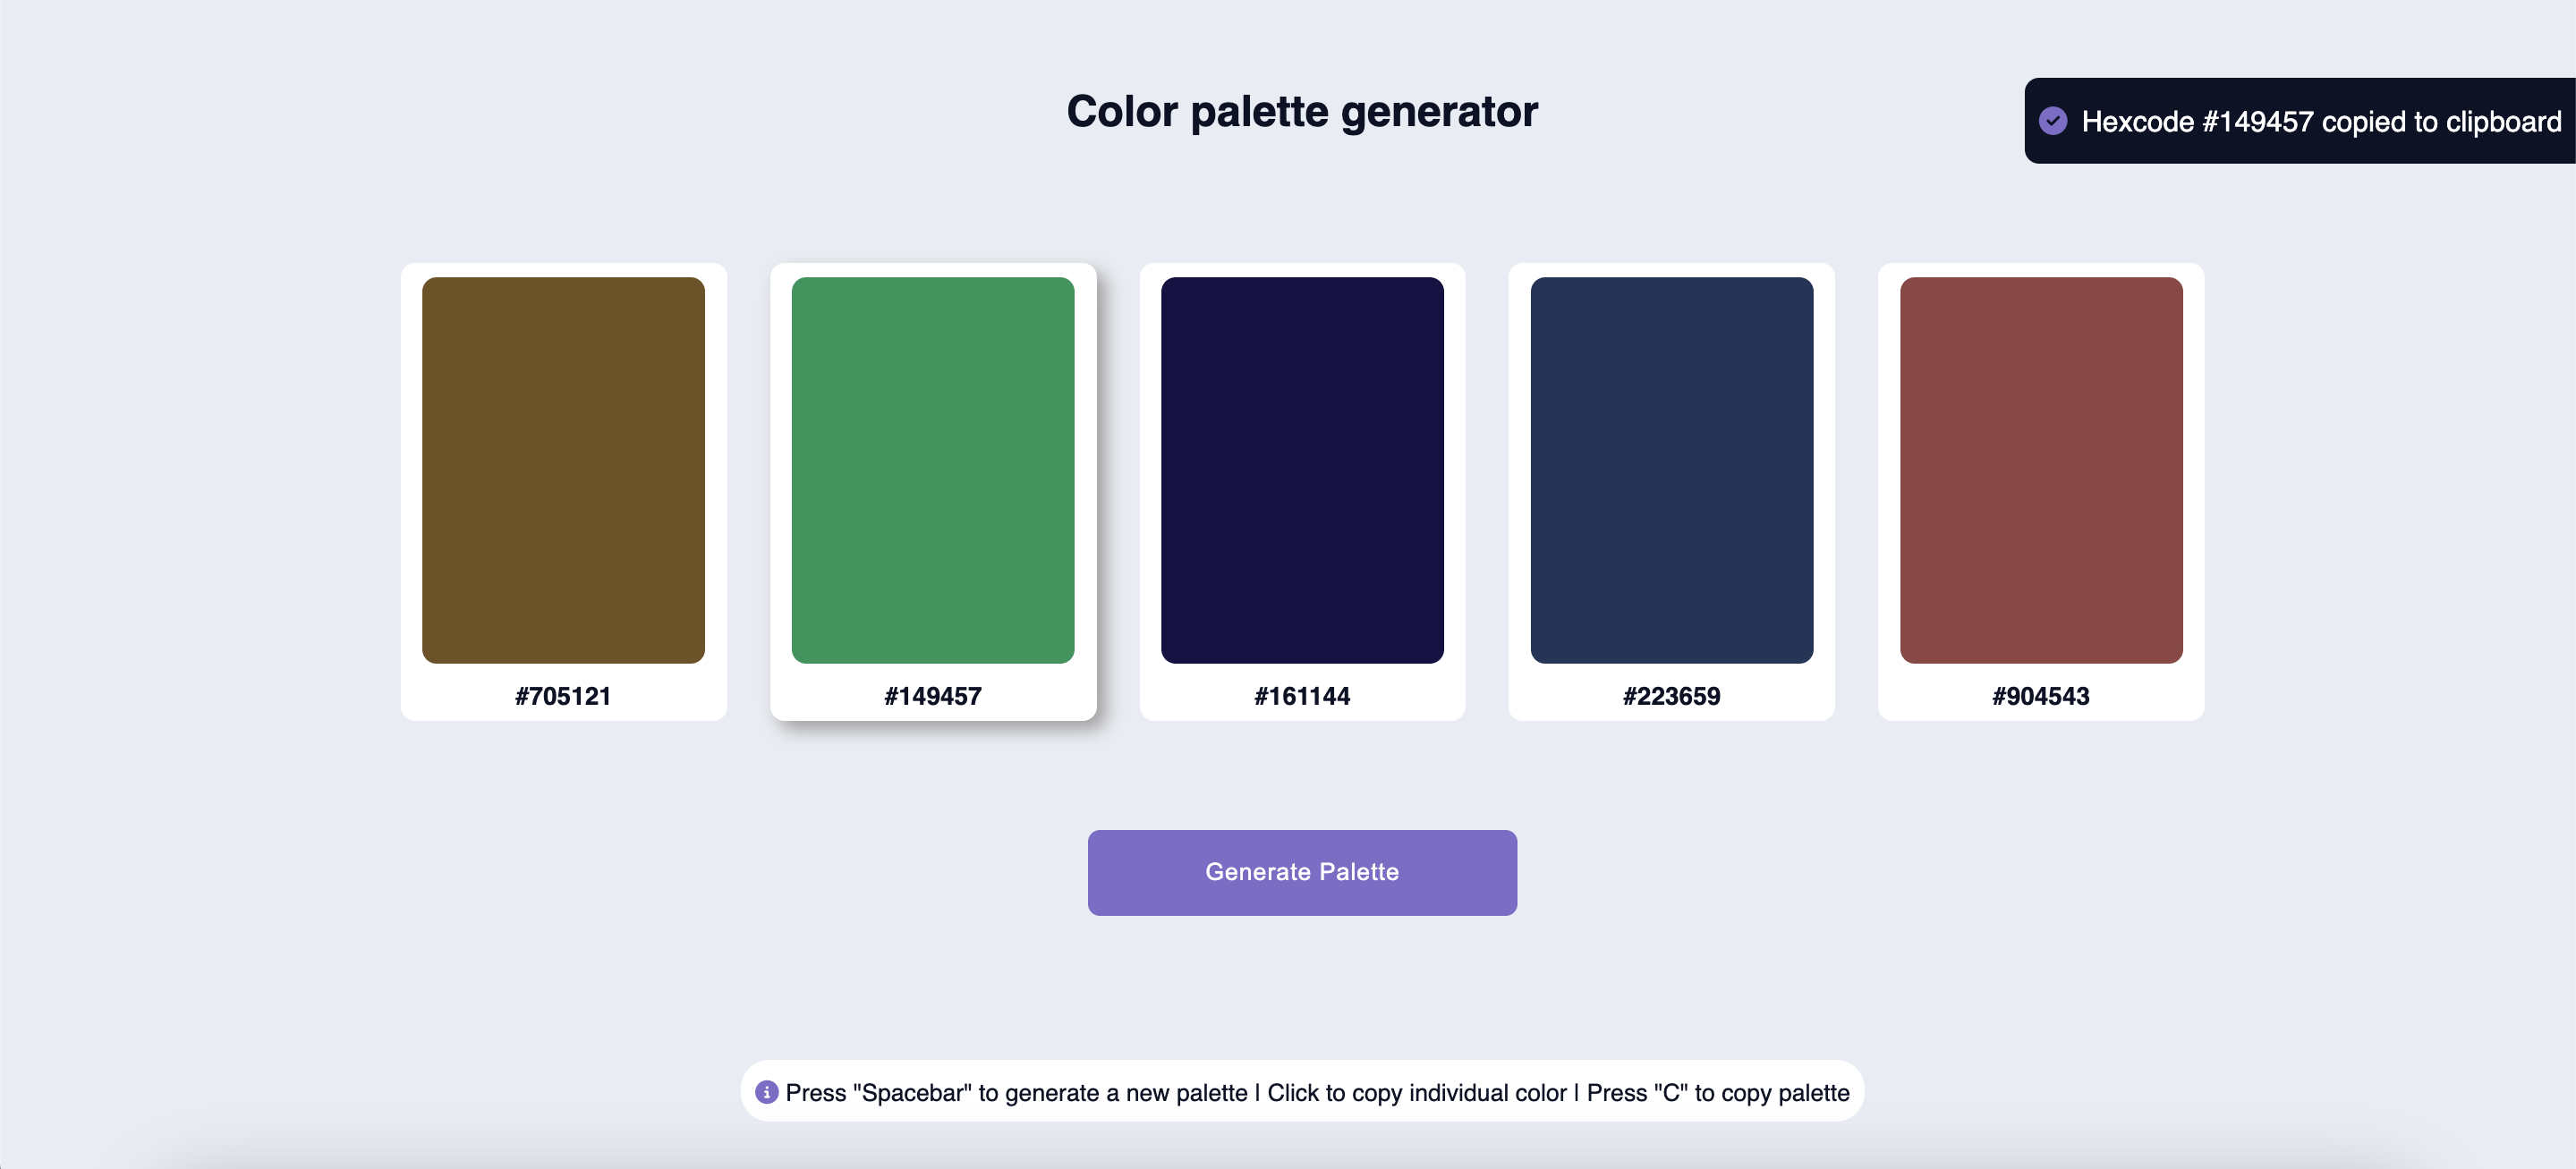 Color palette generator
Hexcode #149457 copied to clipboard
#705121
#149457
#161144
#223659
#904543
Generate Palette
Press "Spacebar" to generate a new palette | Click to copy individual color | Press "C" to copy palette